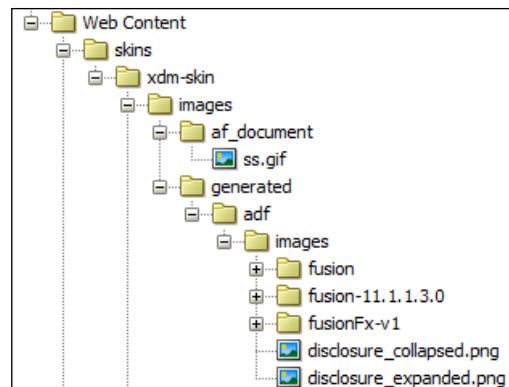 Web Content
skins
xdm-skin
images
af_document
ss.gif
generated
adf
images
fusion
fusion-11.1.1.3.0
fusionFx-v1
disclosure_collapsed.png
disclosure_expanded.png